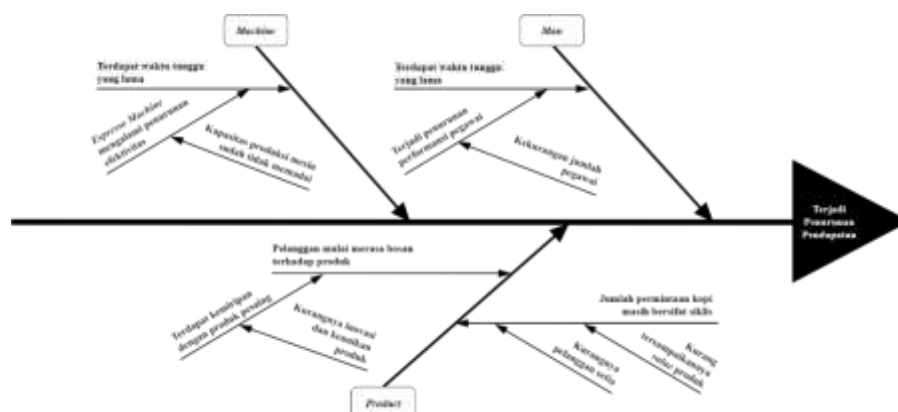 Machine
Man
Terdapat waktu tunggu
yang lama
Terdapat waktu tunggu
yang lama
Espresso Machine
mengalami penurunan
efektivitas
Kapasitas produksi mesin
sudah tidak memadai
Terjadi penurunan
performansi pegawai
Kekurangan jumlah
pegawai
Terjadi
Penurunan
Pendapatan
Pelanggan mulai merasa bosan
terhadap produk
Terdapat kemiripan
dengan produk pesaing
Kurangnya inovasi
dan keunikan
produk
Jumlah permintaan kopi
masih bersifat siklis
Kurangnya
pelanggan setia
Kurang
tersampaikannya
value produk
Product